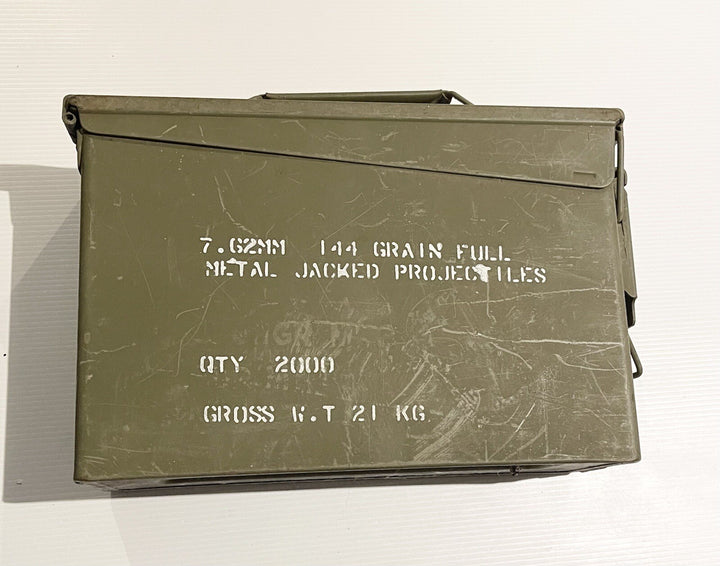 7.62MM 144 GRAIN FULL
METAL JACKED PROJECTILES
QTY 2000
GROSS W.T 21 KG